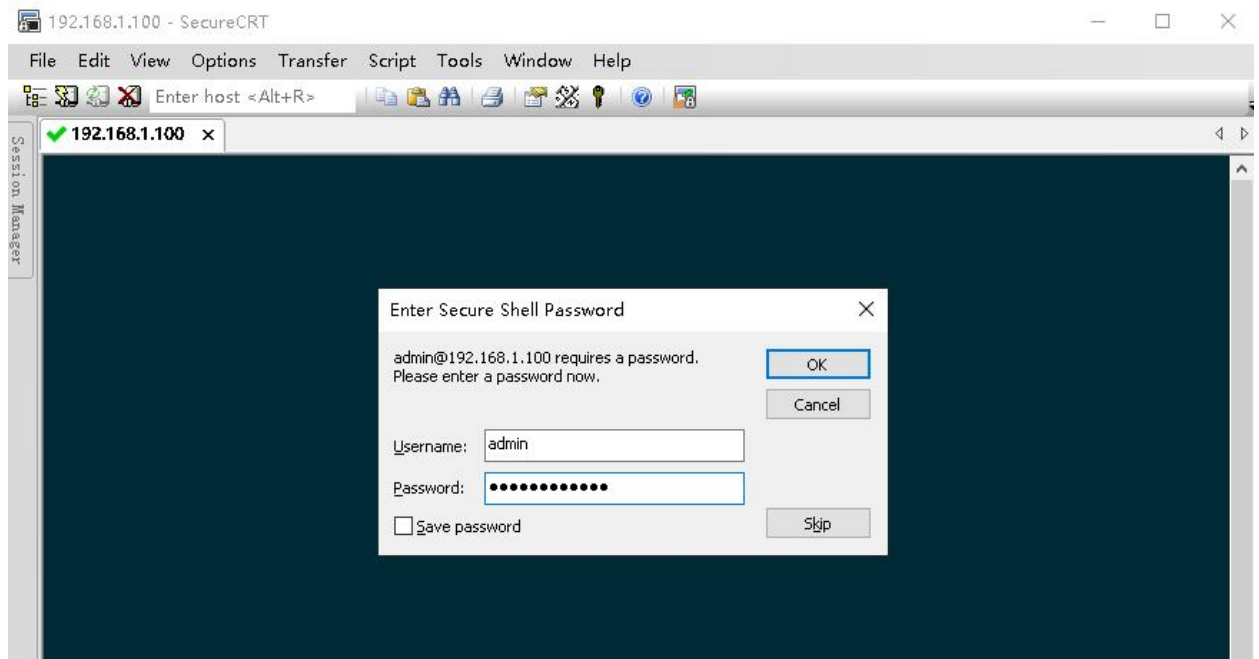 192.168.1.100 - SecureCRT
File Edit View Options Transfer Script Tools Window Help
Enter host <Alt+R>
192.168.1.100
Session Manager
Enter Secure Shell Password
admin@192.168.1.100 requires a password.
Please enter a password now.
OK
Cancel
Username: admin
Password: ••••••••••••
Save password
Skip